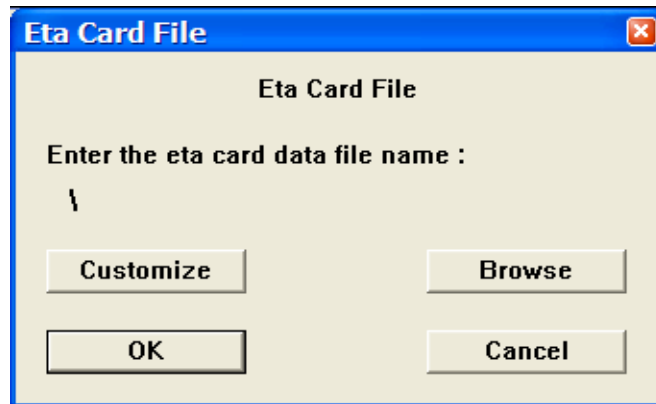 Eta Card File
Eta Card File
Enter the eta card data file name :
\
Customize Browse
OK Cancel